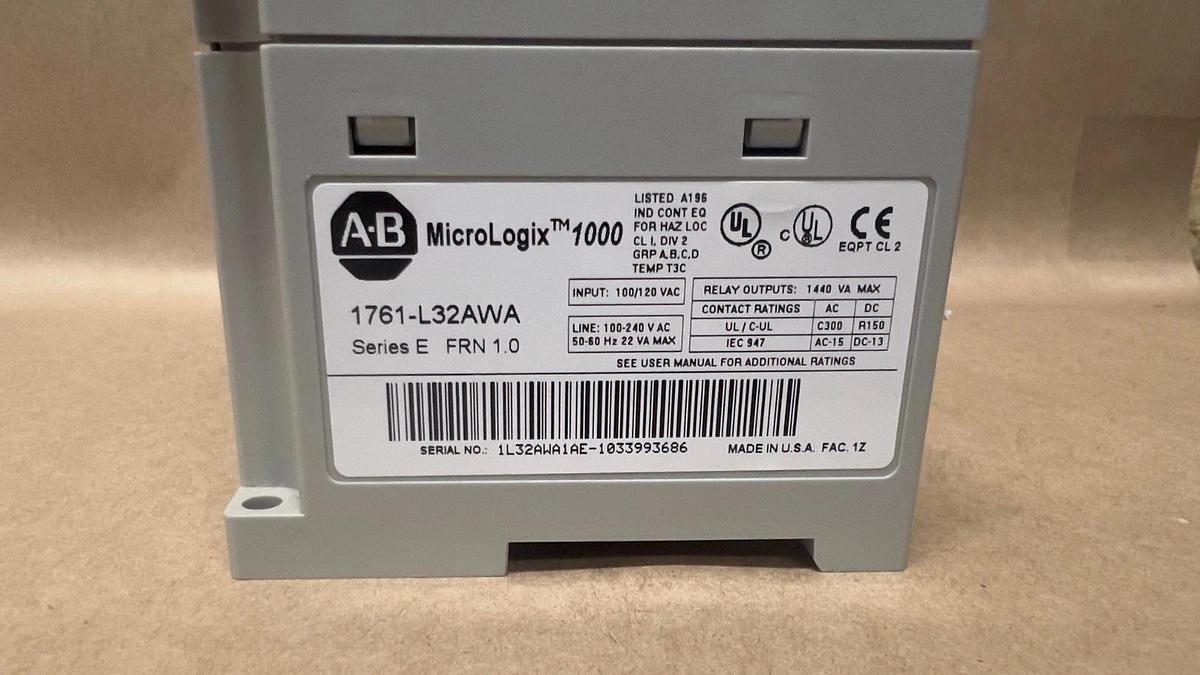 A·B MicroLogix™1000
LISTED A196
IND CONT EQ
FOR HAZ LOC
CL I, DIV 2
GRP A,B,C,D
TEMP T3C
UL ®
C UL
CE
EQPT CL 2
1761-L32AWA
Series E FRN 1.0
INPUT: 100/120 VAC
LINE: 100-240 V AC
50-60 Hz 22 VA MAX
RELAY OUTPUTS: 1440 VA MAX
CONTACT RATINGS AC DC
UL / C-UL C300 R150
IEC 947 AC-15 DC-13
SEE USER MANUAL FOR ADDITIONAL RATINGS
SERIAL NO.: 1L32AWA1AE-1033993686 MADE IN U.S.A. FAC. 1Z